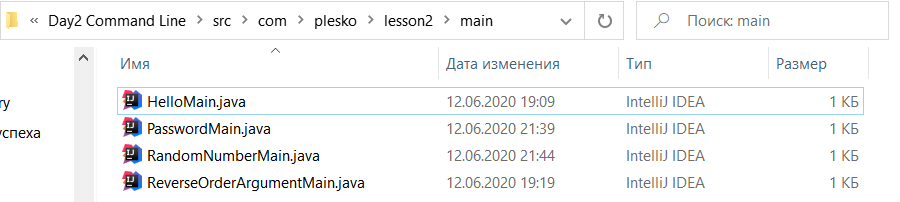 « Day2 Command Line > src > com > plesko > lesson2 > main
Поиск: main
Имя Дата изменения Тип Размер
HelloMain.java 12.06.2020 19:09 IntelliJ IDEA 1 КБ
ry
PasswordMain.java 12.06.2020 21:39 IntelliJ IDEA 1 КБ
успеха
RandomNumberMain.java 12.06.2020 21:44 IntelliJ IDEA 1 КБ
ReverseOrderArgumentMain.java 12.06.2020 19:19 IntelliJ IDEA 1 КБ